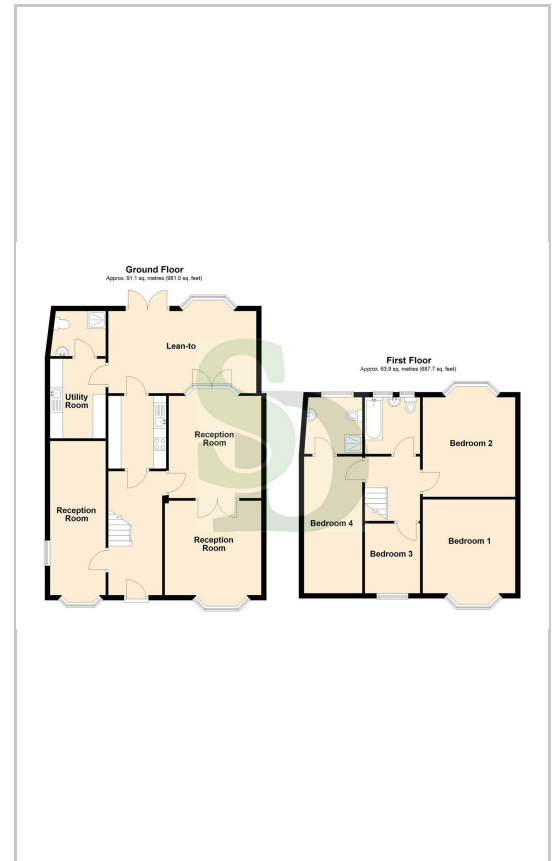 Ground Floor
Approx. 91.1 sq. metres (981.0 sq. feet)
Lean-to
Utility
Room
Reception
Room
Reception
Room
Reception
Room
First Floor
Approx. 63.9 sq. metres (687.7 sq. feet)
Bedroom 2
Bedroom 4
Bedroom 3
Bedroom 1
SD